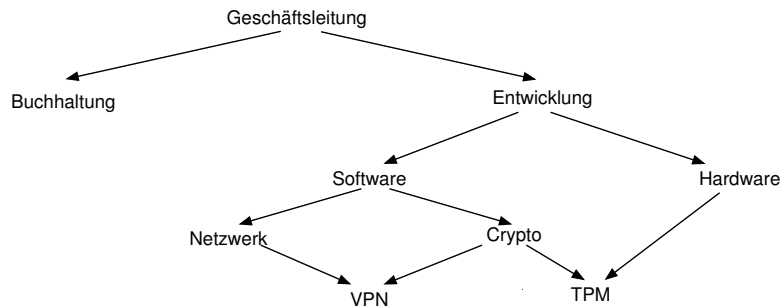 Geschäftsleitung
Buchhaltung
Entwicklung
Software
Hardware
Netzwerk
Crypto
VPN
TPM